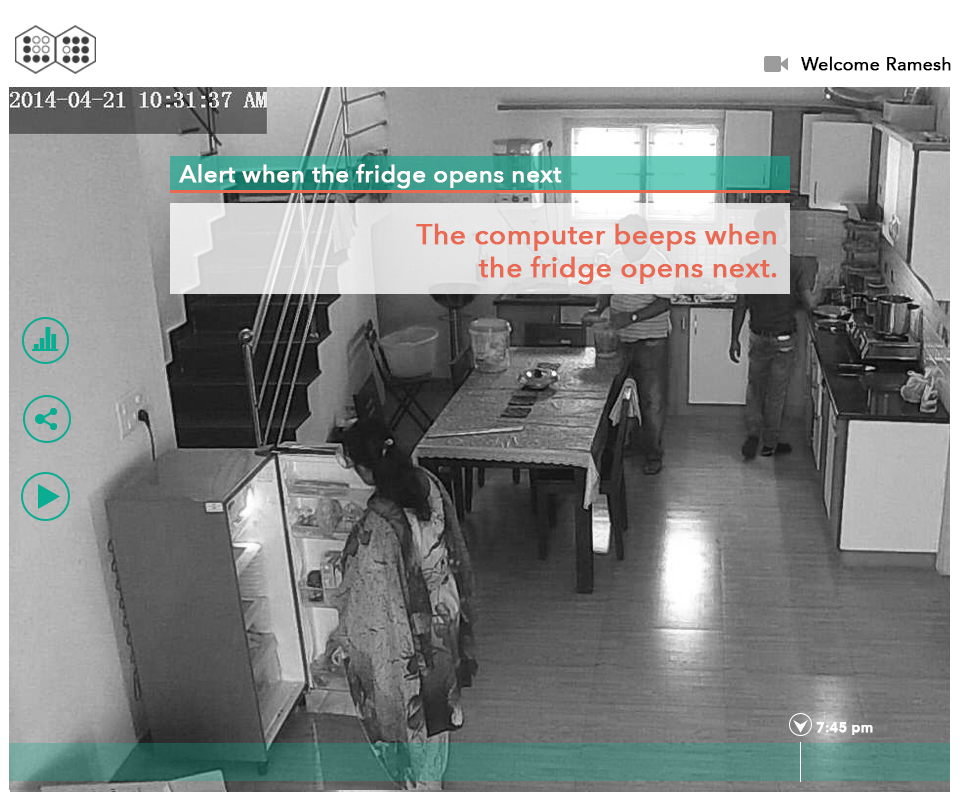 Welcome Ramesh
2014-04-21 10:31:37 AM
Alert when the fridge opens next
The computer beeps when
the fridge opens next.
7:45 pm